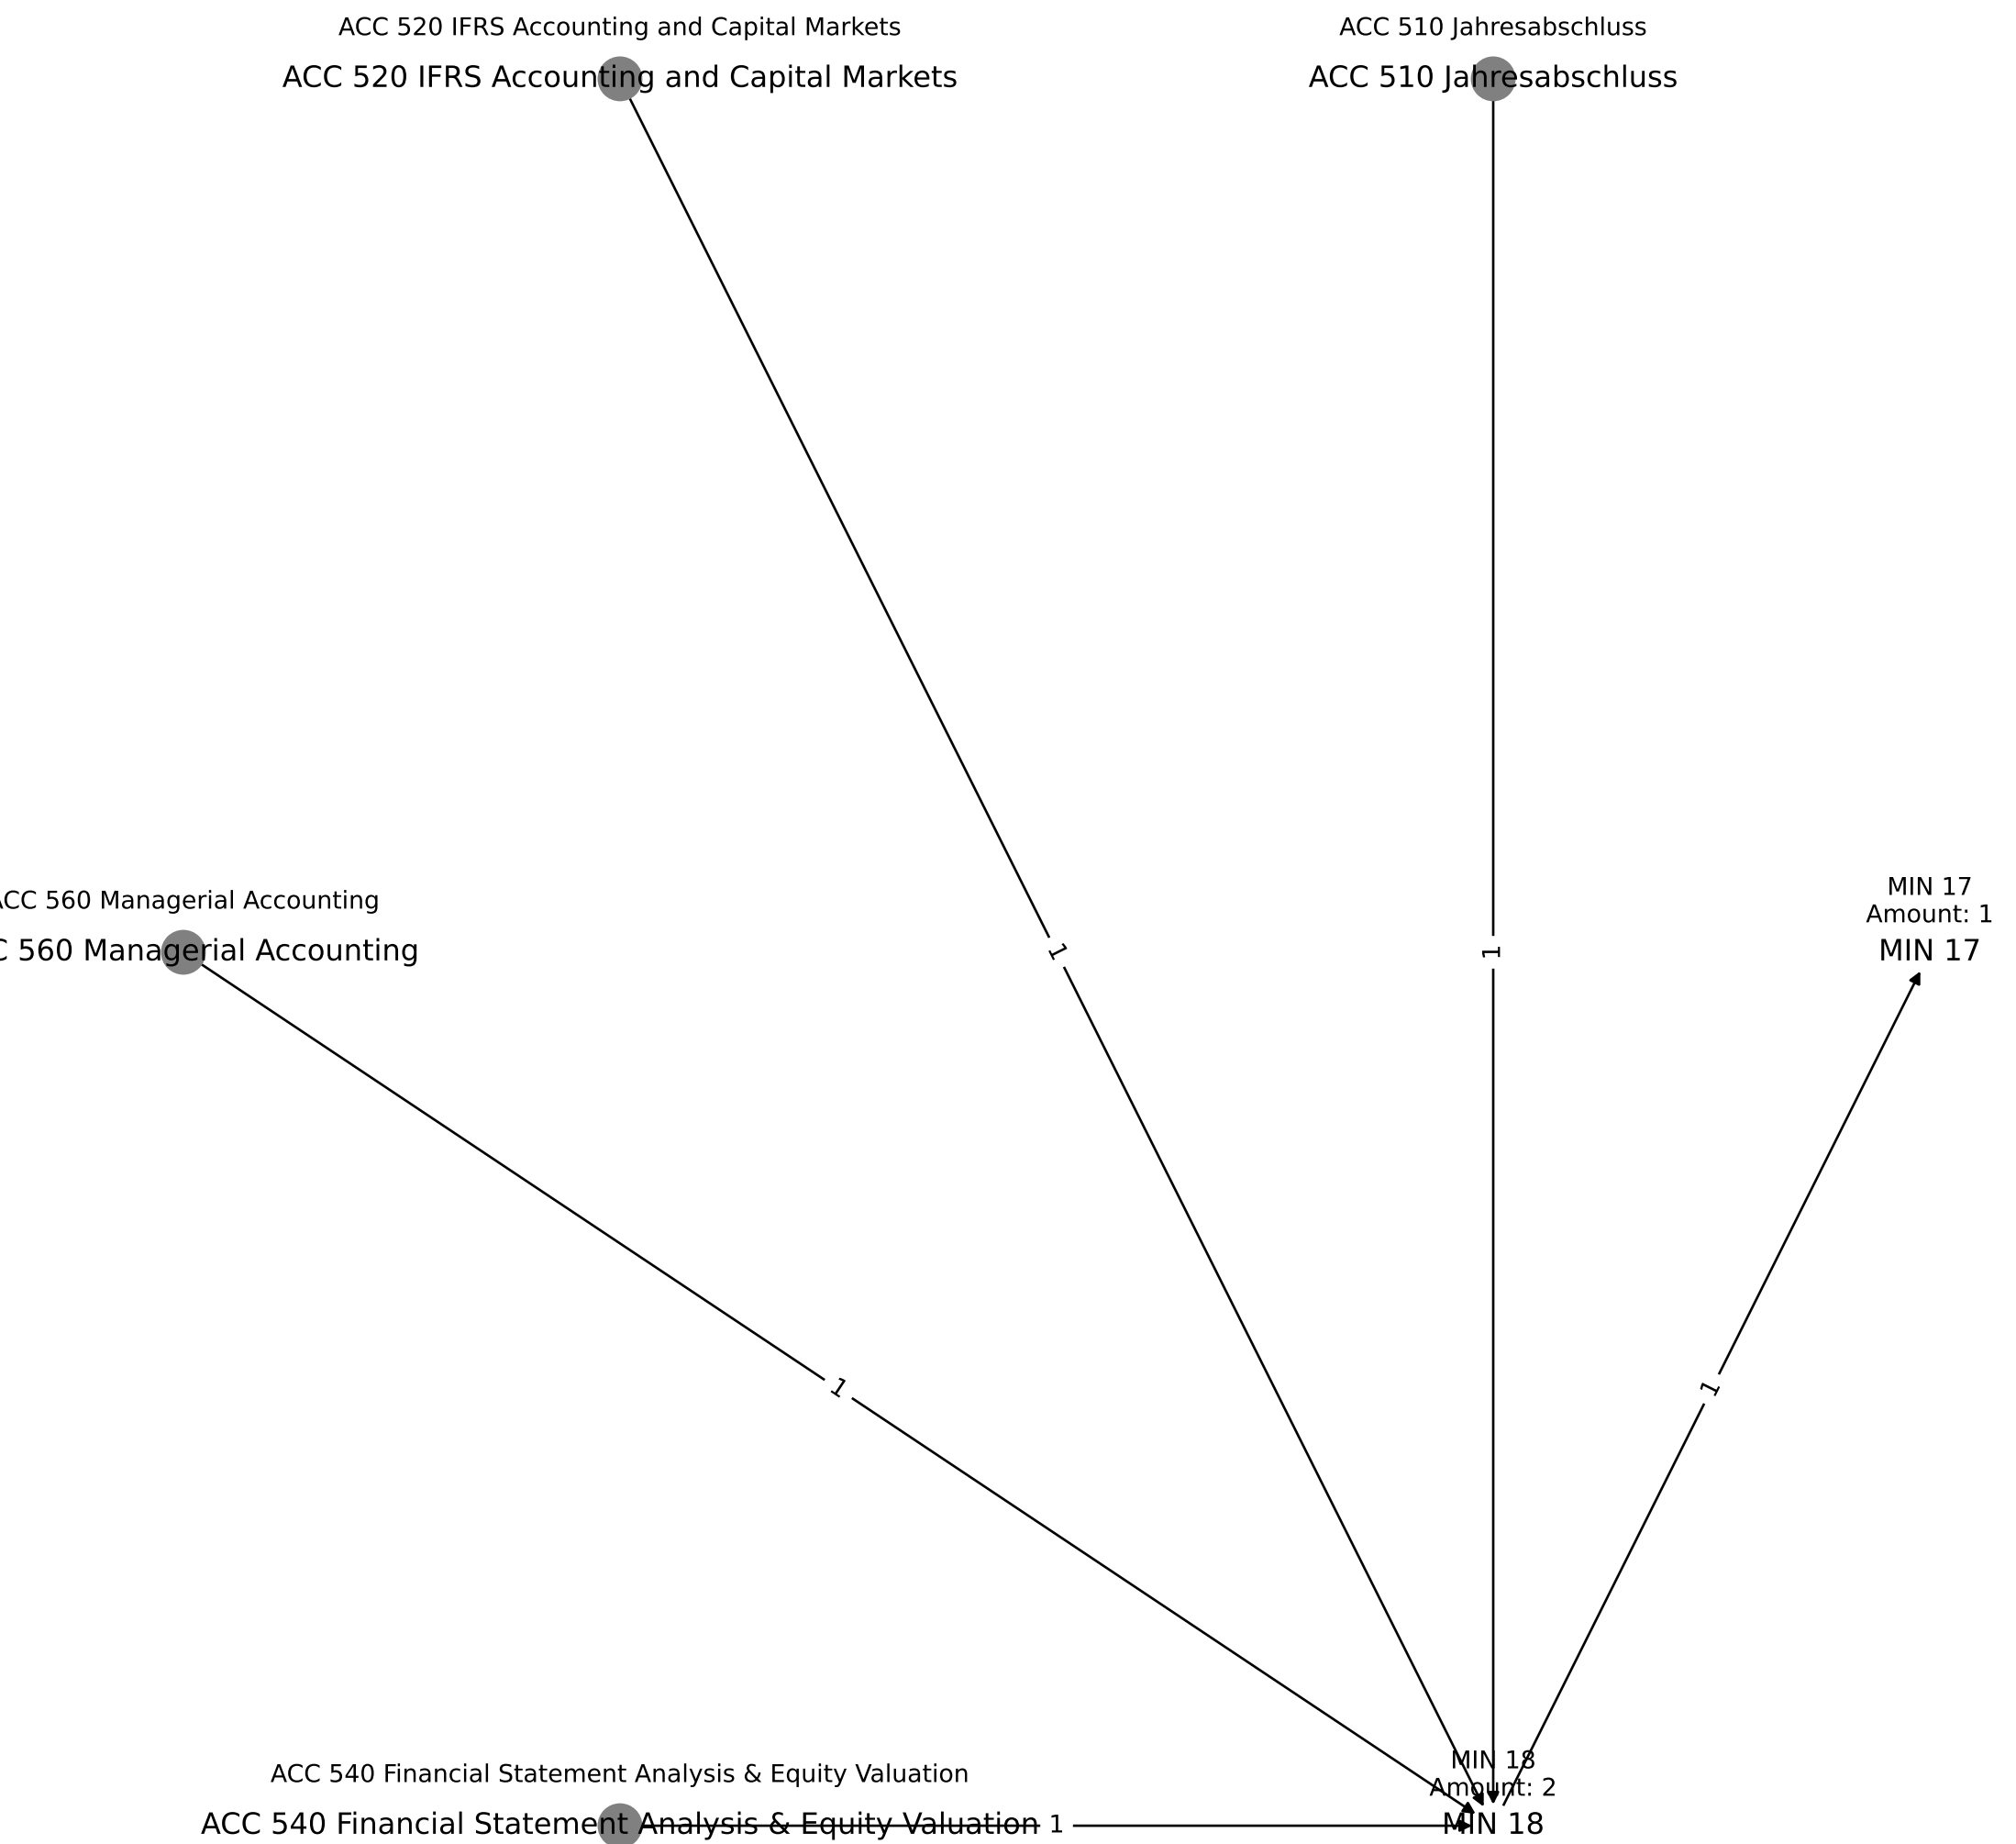 ACC 520 IFRS Accounting and Capital Markets
ACC 510 Jahresabschluss
ACC 520 IFRS Accounting and Capital Markets
ACC 510 Jahresabschluss
1
1
ACC 560 Managerial Accounting
MIN 17
Amount: 1
C 560 Managerial Accounting
MIN 17
1
1
ACC 540 Financial Statement Analysis & Equity Valuation
MIN 18
Amount: 2
ACC 540 Financial Statement Analysis & Equity Valuation
1
MIN 18